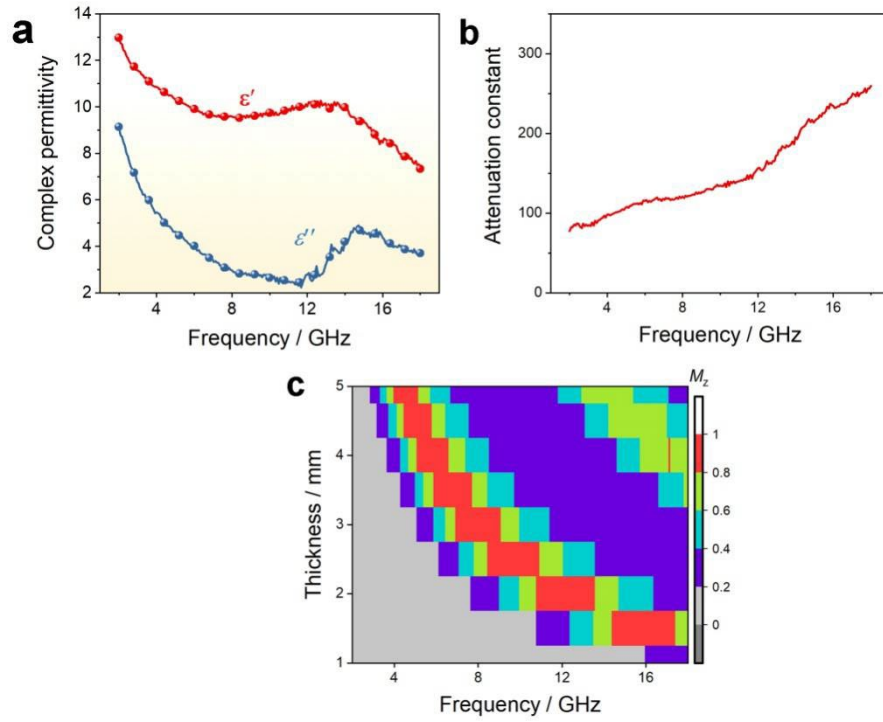 a
14
12
10
8
6
4
2
Complex permittivity
ε′
ε″
4
8
12
16
Frequency / GHz
b
300
200
100
0
Attenuation constant
4
8
12
16
Frequency / GHz
c
5
4
3
2
1
Thickness / mm
4
8
12
16
Frequency / GHz
Mz
1
0.8
0.6
0.4
0.2
0